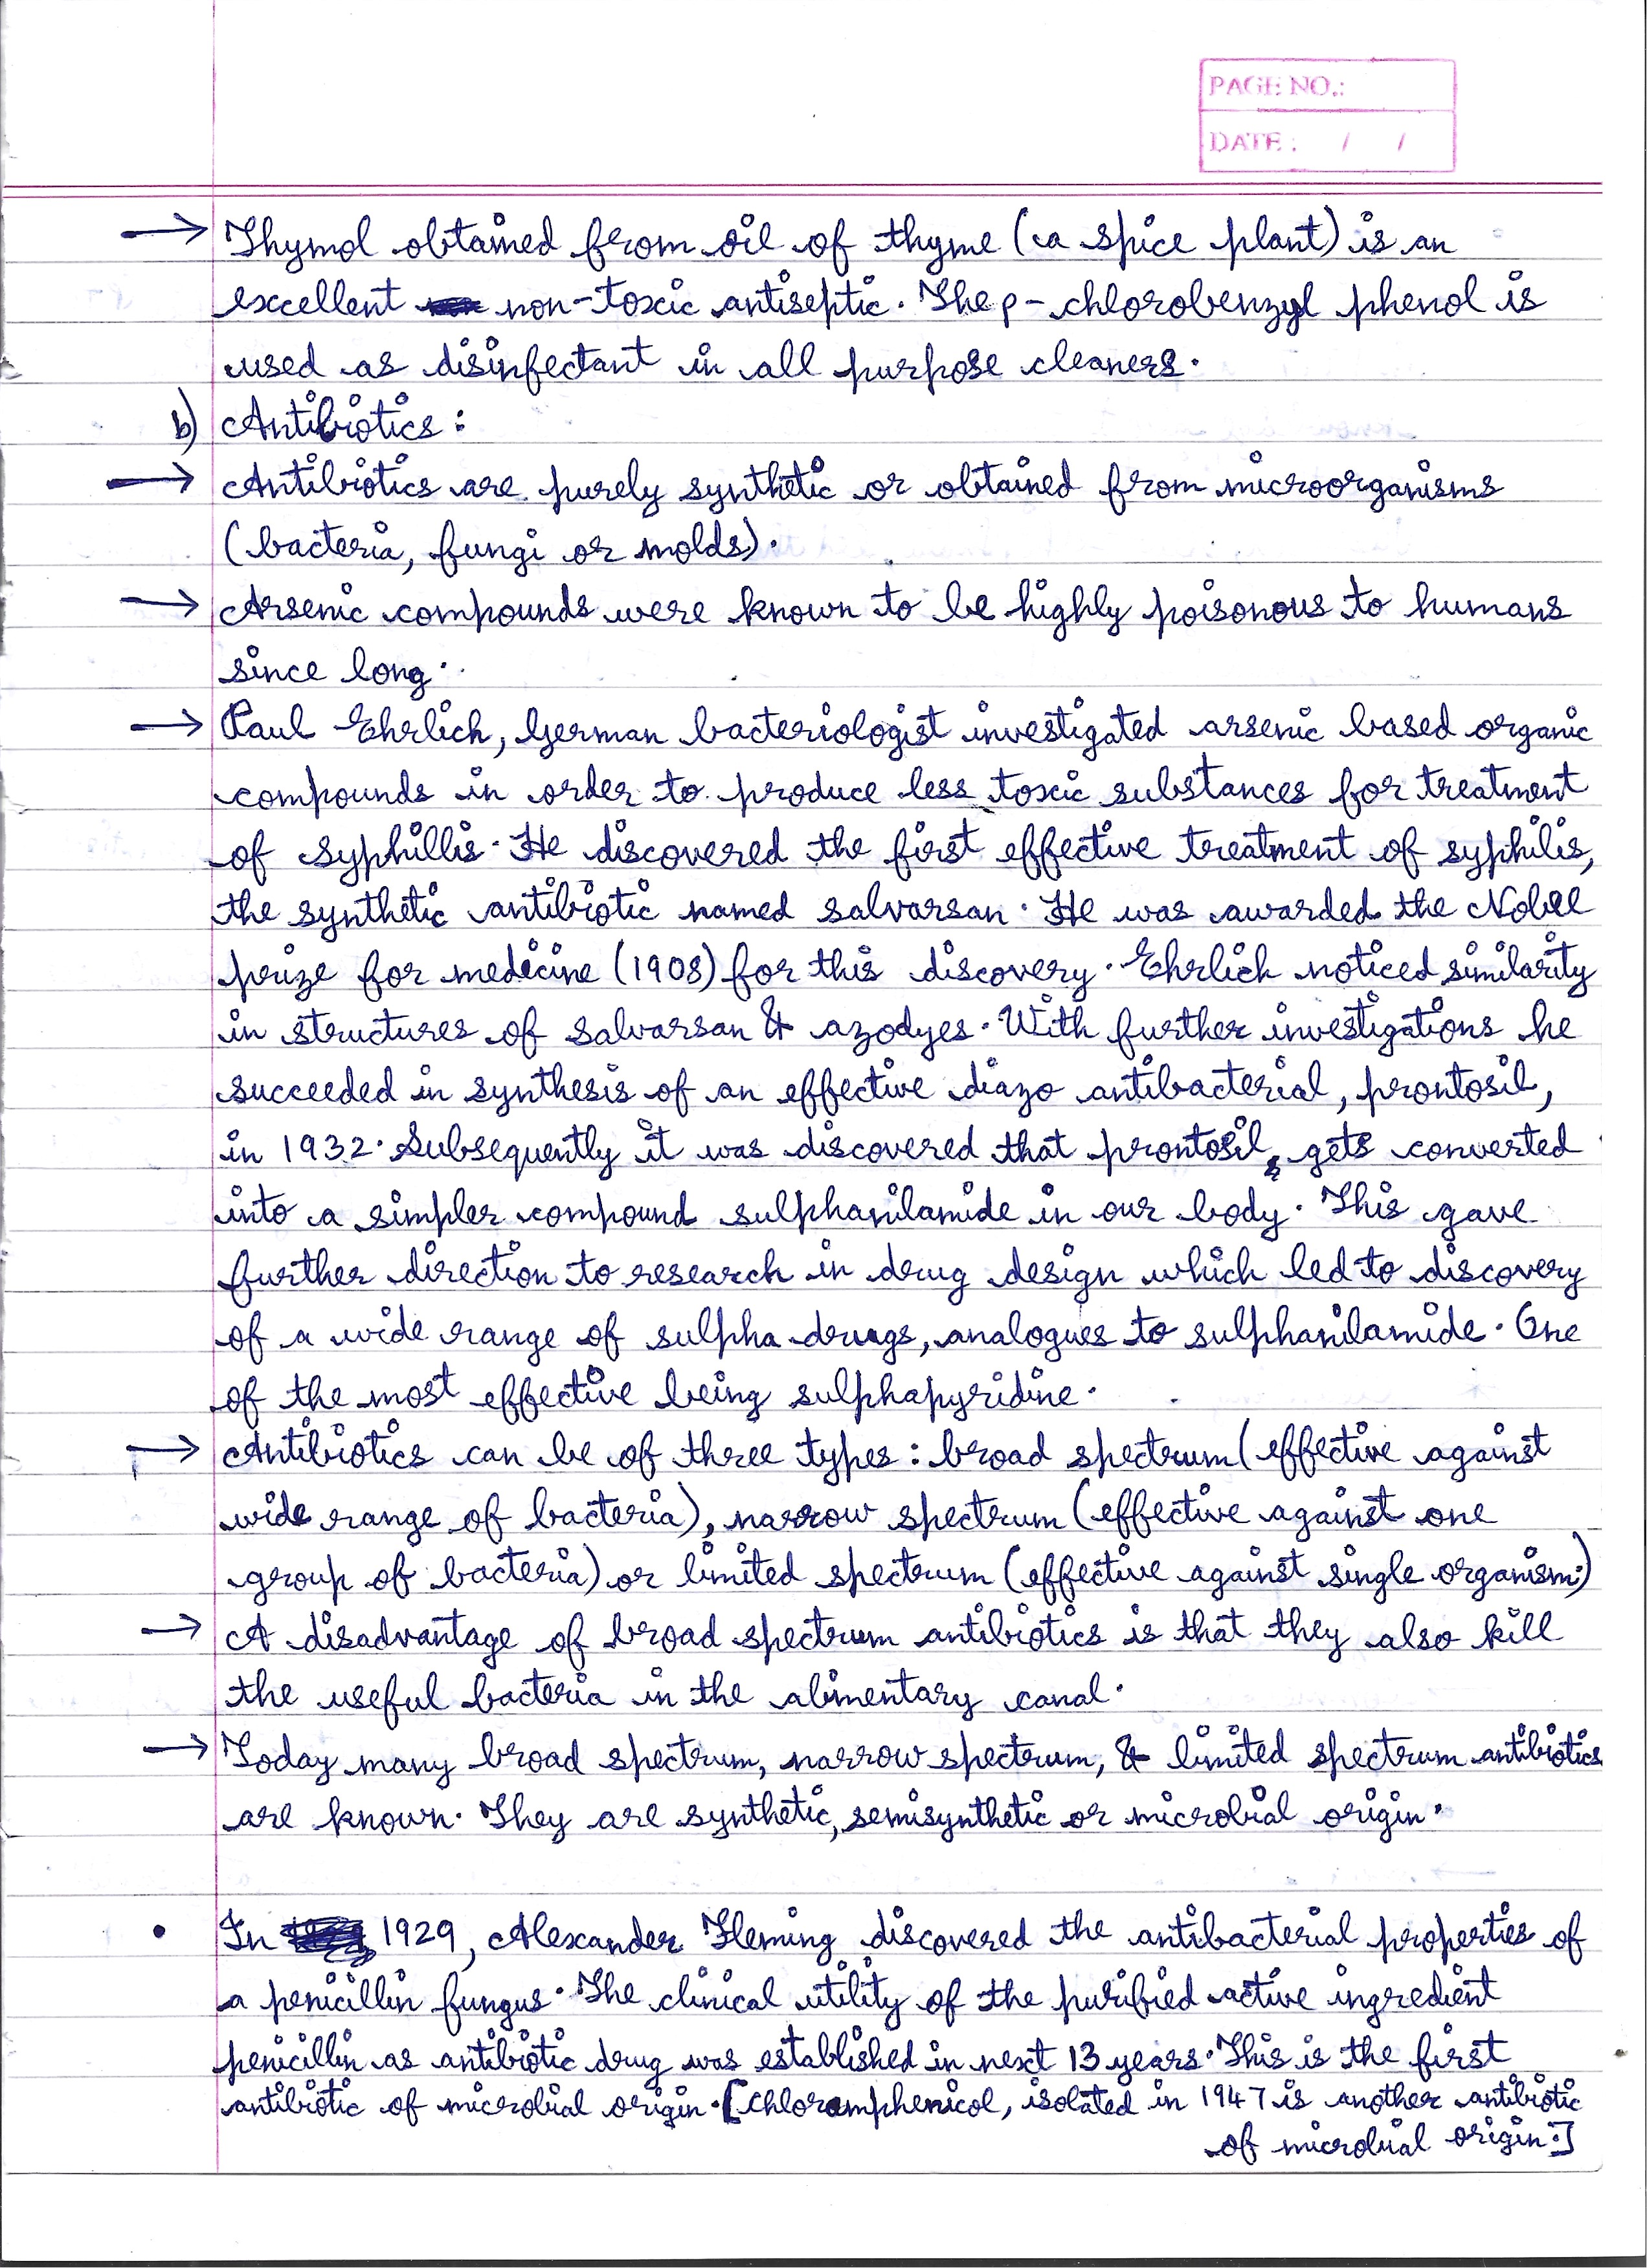 PAGE NO.:
DATE: / /
→ Thymol obtained from oil of thyme (a spice plant) is an
excellent non-toxic antiseptic. The p-chlorobenzyl phenol is
used as disinfectant in all purpose cleaners.
b) Antibiotics:
→ Antibiotics are purely synthetic or obtained from microorganisms
(bacteria, fungi or molds).
→ Arsenic compounds were known to be highly poisonous to humans
since long.
→ Paul Ehrlich, German bacteriologist investigated arsenic based organic
compounds in order to produce less toxic substances for treatment
of syphillis. He discovered the first effective treatment of syphilis,
the synthetic antibiotic named salvarsan. He was awarded the Nobel
prize for medicine (1908) for this discovery. Ehrlich noticed similarity
in structures of salvarsan & azodyes. With further investigations he
succeeded in synthesis of an effective diazo antibacterial, prontosil,
in 1932. Subsequently it was discovered that prontosil, gets converted
into a simpler compound sulphanilamide in our body. This gave
further direction to research in drug design which led to discovery
of a wide range of sulpha drugs, analogues to sulphanilamide. One
of the most effective being sulphapyridine.
→ Antibiotics can be of three types: broad spectrum (effective against
wide range of bacteria), narrow spectrum (effective against one
group of bacteria) or limited spectrum (effective against single organism.)
→ A disadvantage of broad spectrum antibiotics is that they also kill
the useful bacteria in the alimentary canal.
→ Today many broad spectrum, narrow spectrum, & limited spectrum antibiotics
are known. They are synthetic, semisynthetic or microbial origin.
• In 1929, Alexander Fleming discovered the antibacterial properties of
a penicillin fungus. The clinical utility of the purified active ingredient
penicillin as antibiotic drug was established in next 13 years. This is the first
antibiotic of microbial origin. [Chloramphenicol, isolated in 1947 is another antibiotic
of microbial origin.]